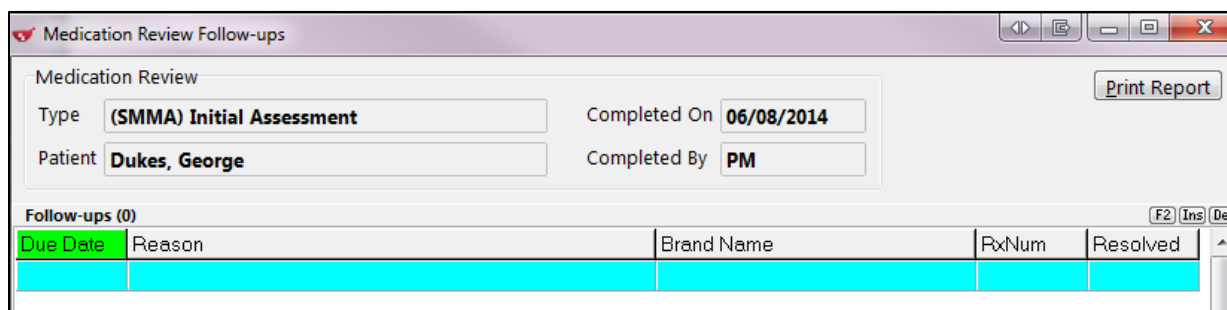 Medication Review Follow-ups
Medication Review
Print Report
Type (SMMA) Initial Assessment Completed On 06/08/2014
Patient Dukes, George Completed By PM
Follow-ups (0) F2 Ins De
Due Date Reason Brand Name RxNum Resolved